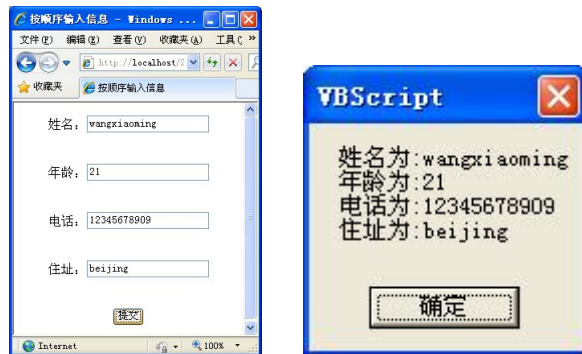 按顺序输入信息 - Windows ...
文件(F) 编辑(E) 查看(V) 收藏夹(A) 工具( »
http://localhost/
收藏夹 按顺序输入信息
姓名: wangxiaoming
年龄: 21
电话: 12345678909
住址: beijing
提交
Internet 100%
VBScript
姓名为:wangxiaoming
年龄为:21
电话为:12345678909
住址为:beijing
确定